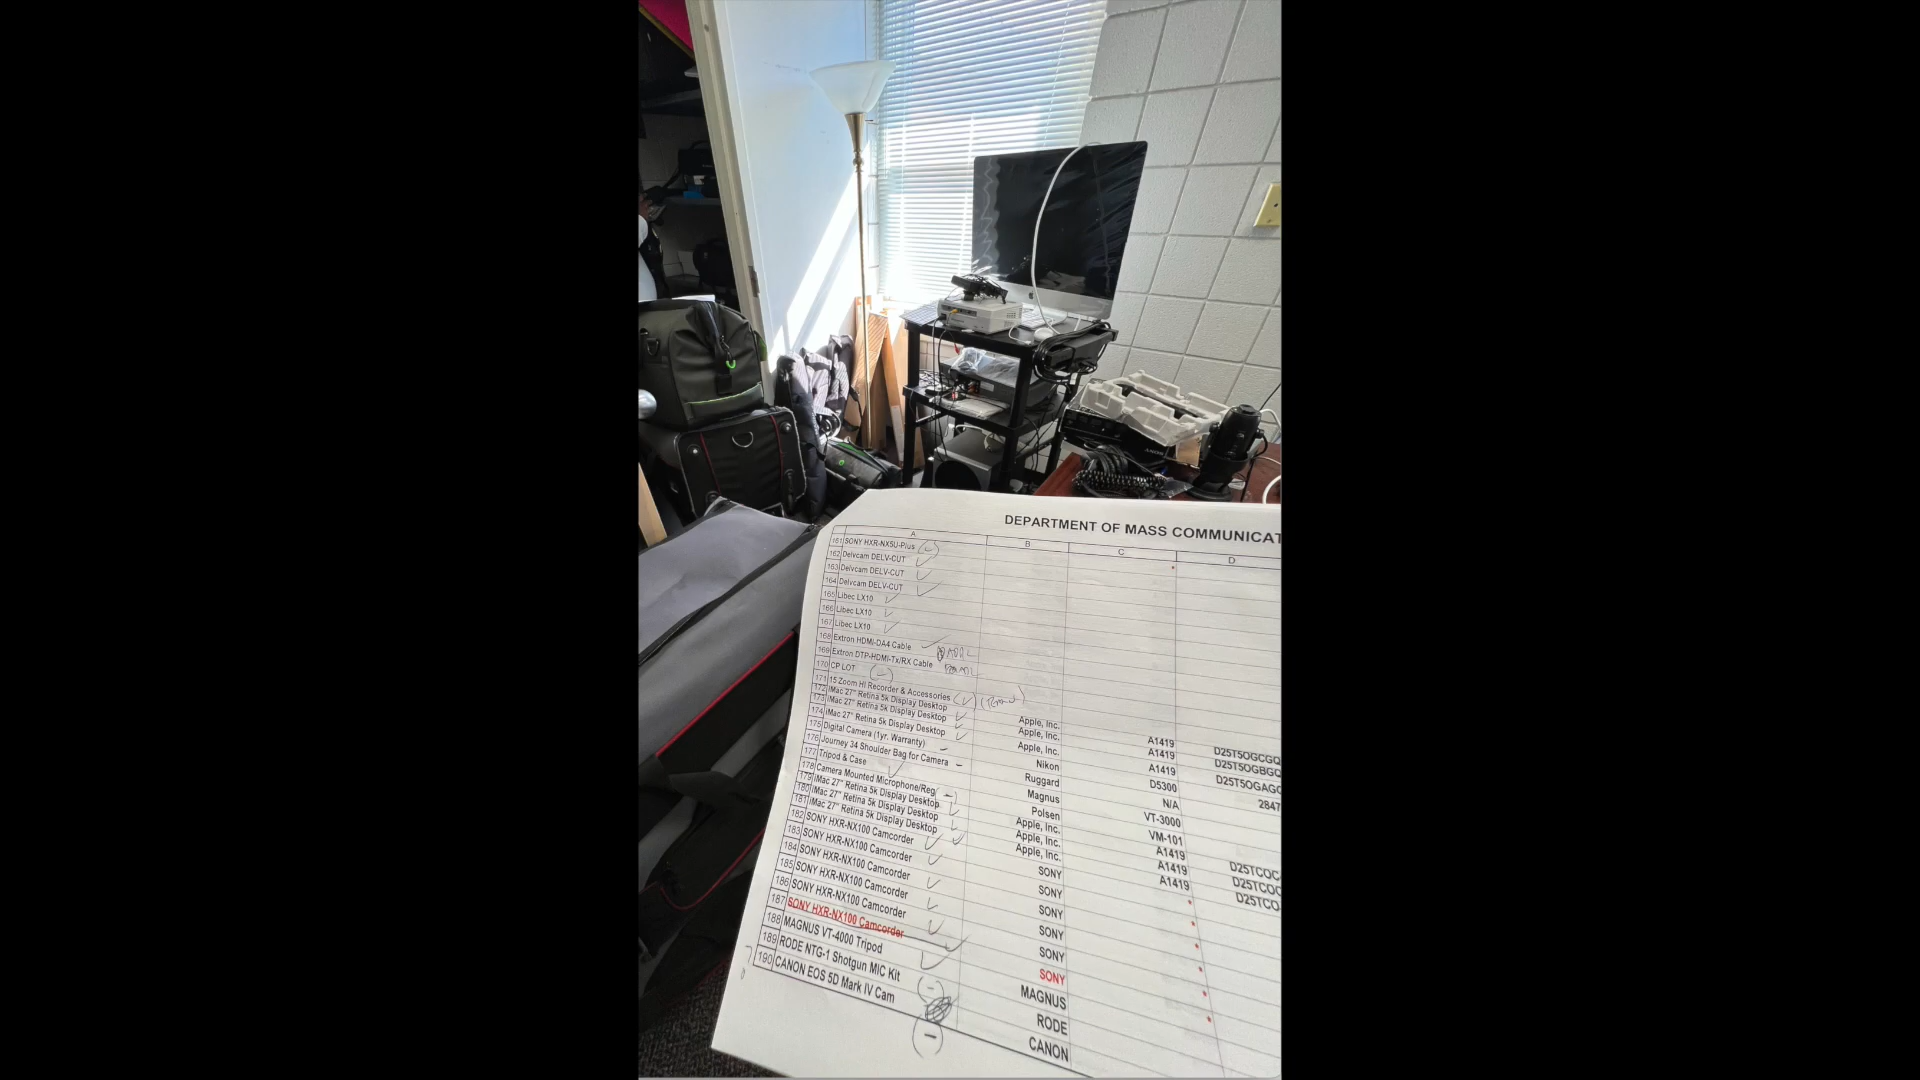 DEPARTMENT OF MASS COMMUNICAT
A B C D
161 SONY HXR-NX5U-Plus
162 Delvcam DELV-CUT
163 Delvcam DELV-CUT
164 Delvcam DELV-CUT
165 Libec LX10
166 Libec LX10
167 Libec LX10
168 Extron HDMI-DA4 Cable
169 Extron DTP-HDMI-Tx/RX Cable
170 CP LOT
171 15 Zoom HI Recorder & Accessories
172 iMac 27" Retina 5k Display Desktop Apple, Inc. A1419 D25T5OGCGQ
173 iMac 27" Retina 5k Display Desktop Apple, Inc. A1419 D25T5OGBGQ
174 iMac 27" Retina 5k Display Desktop Apple, Inc. A1419 D25T5OGAGQ
175 Digital Camera (1yr. Warranty) Nikon D5300 2847
176 Journey 34 Shoulder Bag for Camera Ruggard N/A
177 Tripod & Case Magnus VT-3000
178 Camera Mounted Microphone/Reg Polsen VM-101
179 iMac 27" Retina 5k Display Desktop Apple, Inc. A1419 D25TCOC
180 iMac 27" Retina 5k Display Desktop Apple, Inc. A1419 D25TCOC
181 iMac 27" Retina 5k Display Desktop Apple, Inc. A1419 D25TCO
182 SONY HXR-NX100 Camcorder SONY
183 SONY HXR-NX100 Camcorder SONY
184 SONY HXR-NX100 Camcorder SONY
185 SONY HXR-NX100 Camcorder SONY
186 SONY HXR-NX100 Camcorder SONY
187 SONY HXR-NX100 Camcorder SONY
188 MAGNUS VT-4000 Tripod MAGNUS
189 RODE NTG-1 Shotgun MIC Kit RODE
190 CANON EOS 5D Mark IV Cam CANON